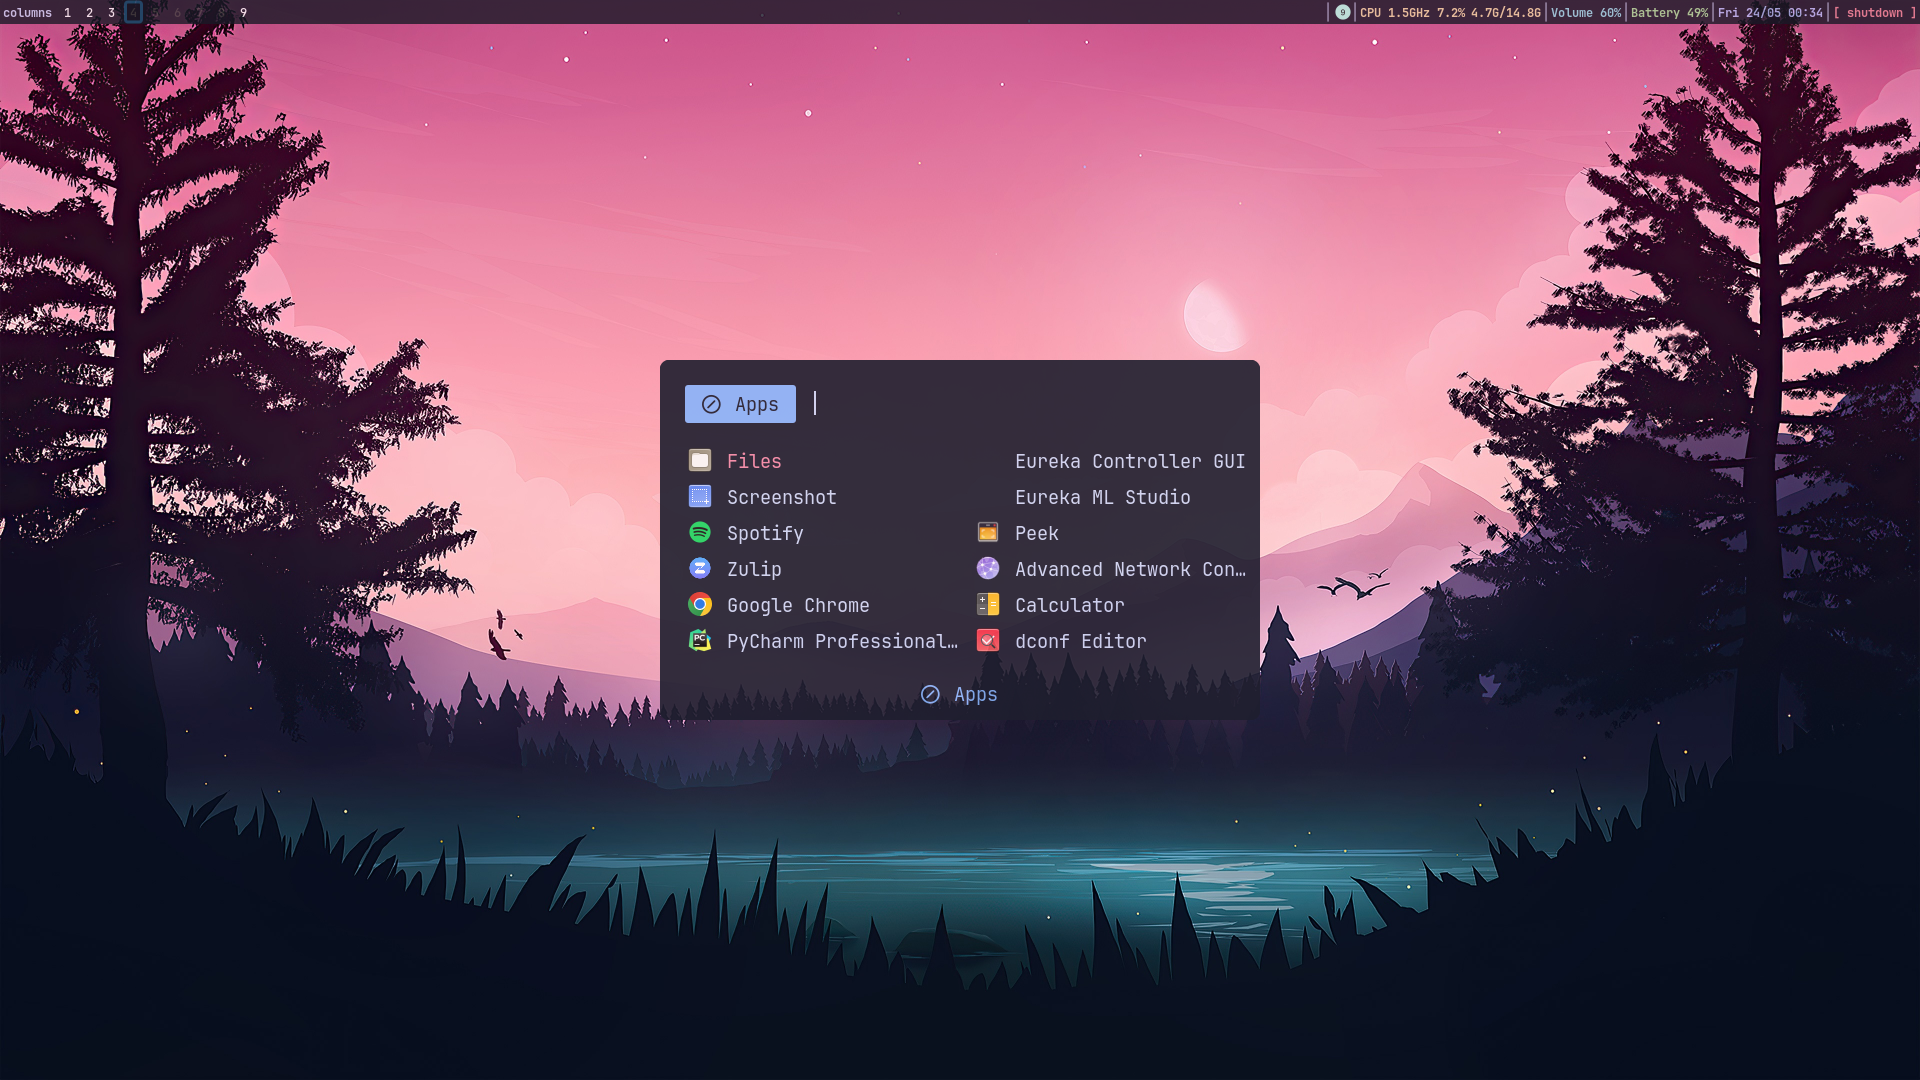 columns 1 2 3 4 5 6 7 8 9
9 CPU 1.5GHz 7.2% 4.7G/14.8G Volume 60% Battery 49% Fri 24/05 00:34 [ shutdown ]
Apps
Files
Screenshot
Spotify
Zulip
Google Chrome
PyCharm Professional…
Eureka Controller GUI
Eureka ML Studio
Peek
Advanced Network Con…
Calculator
dconf Editor
Apps